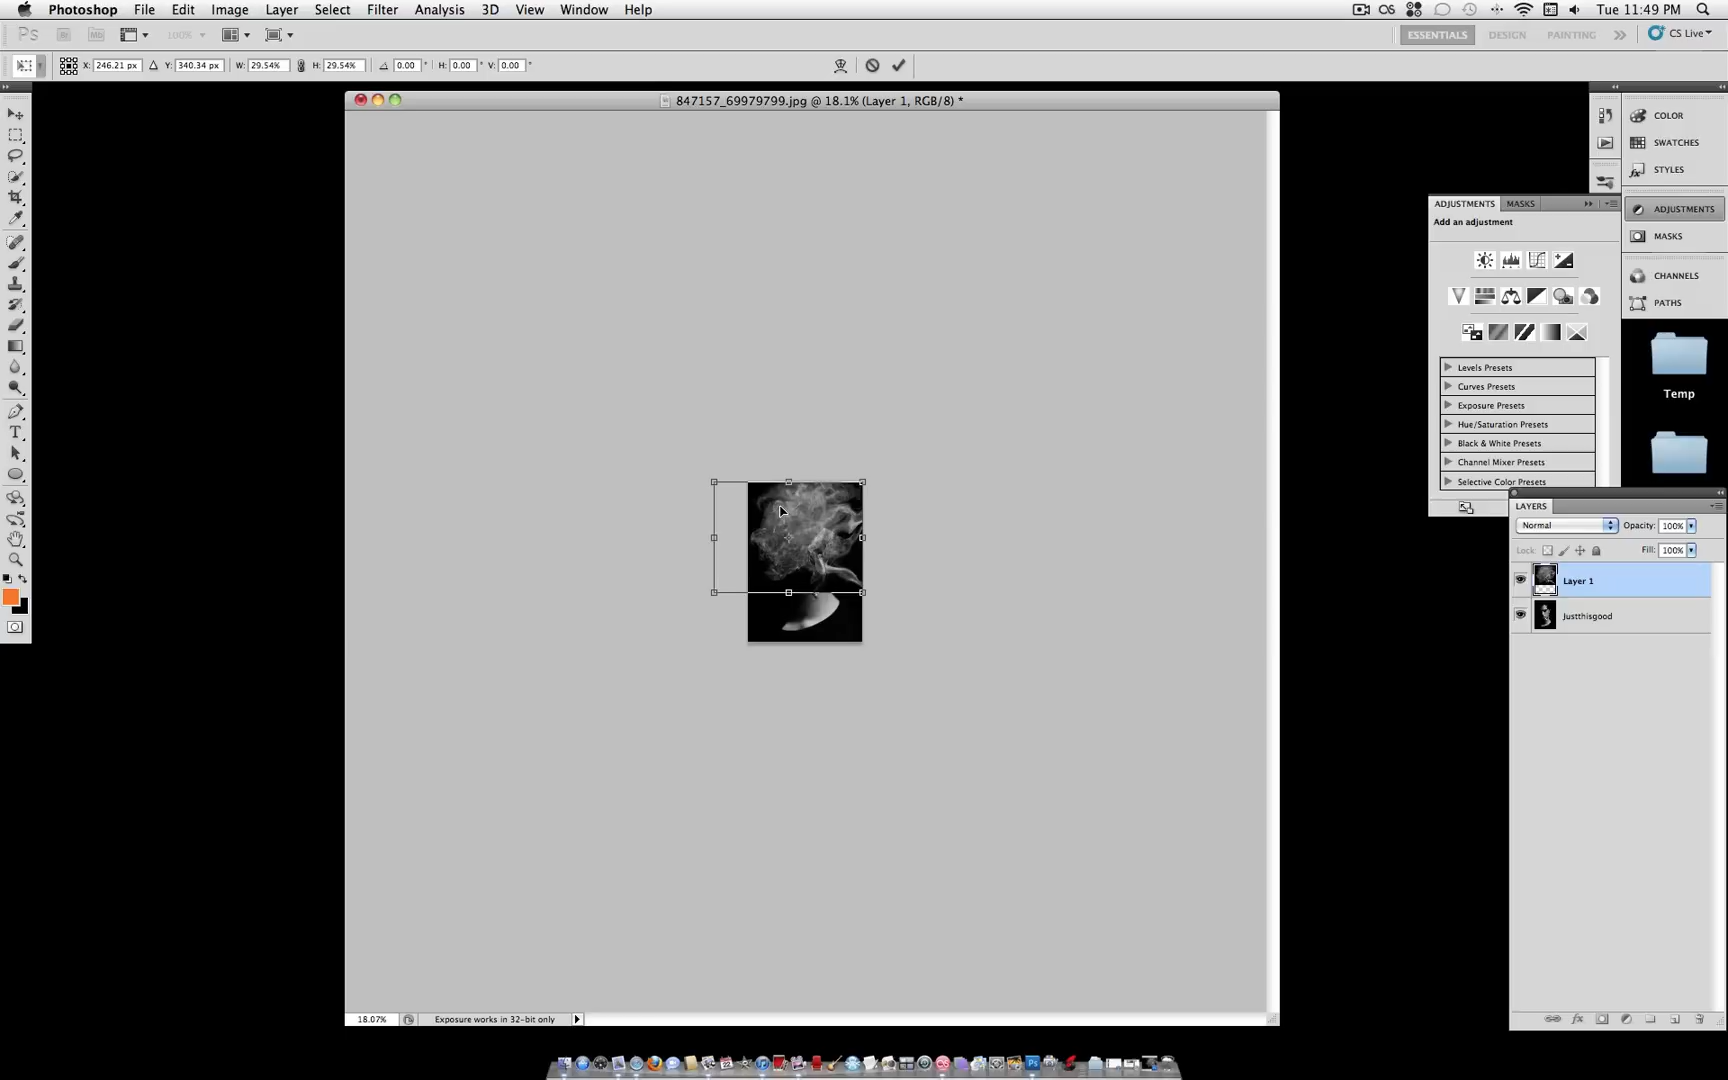 Photoshop File Edit Image Layer Select Filter Analysis 3D View Window Help Tue 11:49 PM
Ps Br Mb 100% ESSENTIALS DESIGN PAINTING CS Live
X: 246.21 px Y: 340.34 px W: 29.54% H: 29.54% 0.00 ° H: 0.00 ° V: 0.00 °
847157_69979799.jpg @ 18.1% (Layer 1, RGB/8) *
COLOR
SWATCHES
STYLES
ADJUSTMENTS
MASKS
CHANNELS
PATHS
ADJUSTMENTS MASKS
Add an adjustment
Levels Presets
Curves Presets
Exposure Presets
Hue/Saturation Presets
Black & White Presets
Channel Mixer Presets
Selective Color Presets
Temp
LAYERS
Normal Opacity: 100%
Lock: Fill: 100%
Layer 1
Justthisgood
18.07% Exposure works in 32-bit only